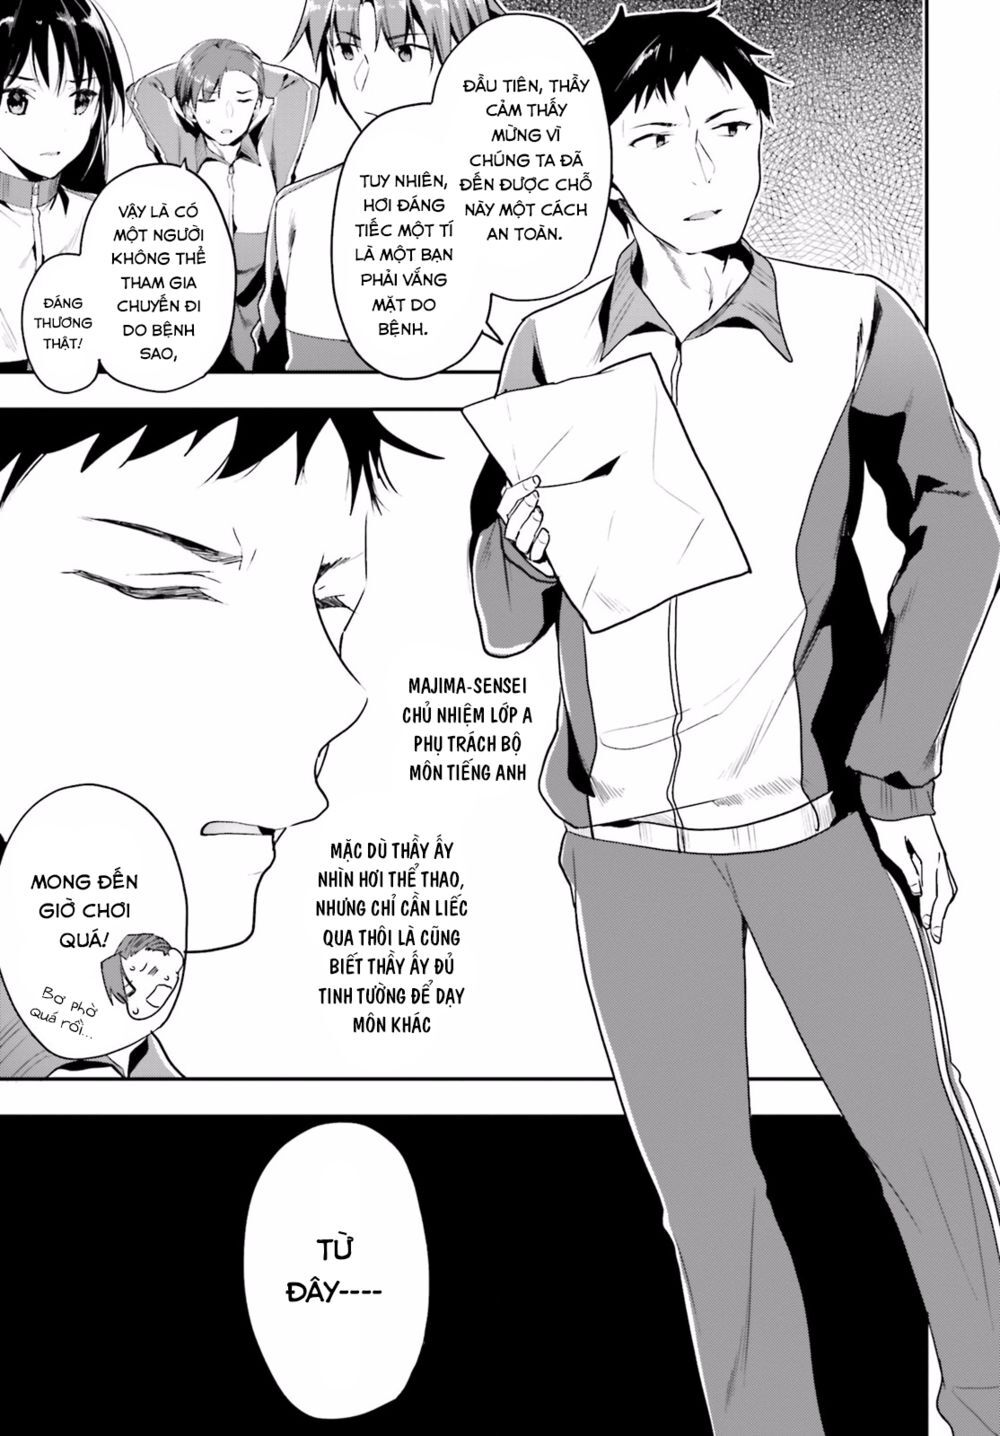 ĐẦU TIÊN, THẦY
CẢM THẤY
MỪNG VÌ
CHÚNG TA ĐÃ
ĐẾN ĐƯỢC CHỖ
NÀY MỘT CÁCH
AN TOÀN.
TUY NHIÊN,
HƠI ĐÁNG
TIẾC MỘT TÍ
LÀ MỘT BẠN
PHẢI VẮNG
MẶT DO
BỆNH.
VẬY LÀ CÓ
MỘT NGƯỜI
KHÔNG THỂ
THAM GIA
CHUYẾN ĐI
DO BỆNH
SAO,
ĐÁNG
THƯƠNG
THẬT!
MAJIMA-SENSEI
CHỦ NHIỆM LỚP A
PHỤ TRÁCH BỘ
MÔN TIẾNG ANH
MẶC DÙ THẦY ẤY
NHÌN HƠI THỂ THAO,
NHƯNG CHỈ CẦN LIẾC
QUA THÔI LÀ CŨNG
BIẾT THẦY ẤY ĐỦ
TINH TƯỜNG ĐỂ DẠY
MÔN KHÁC
MONG ĐẾN
GIỜ CHƠI
QUÁ!
Bơ phờ
quá rồi...
TỪ
ĐÂY----